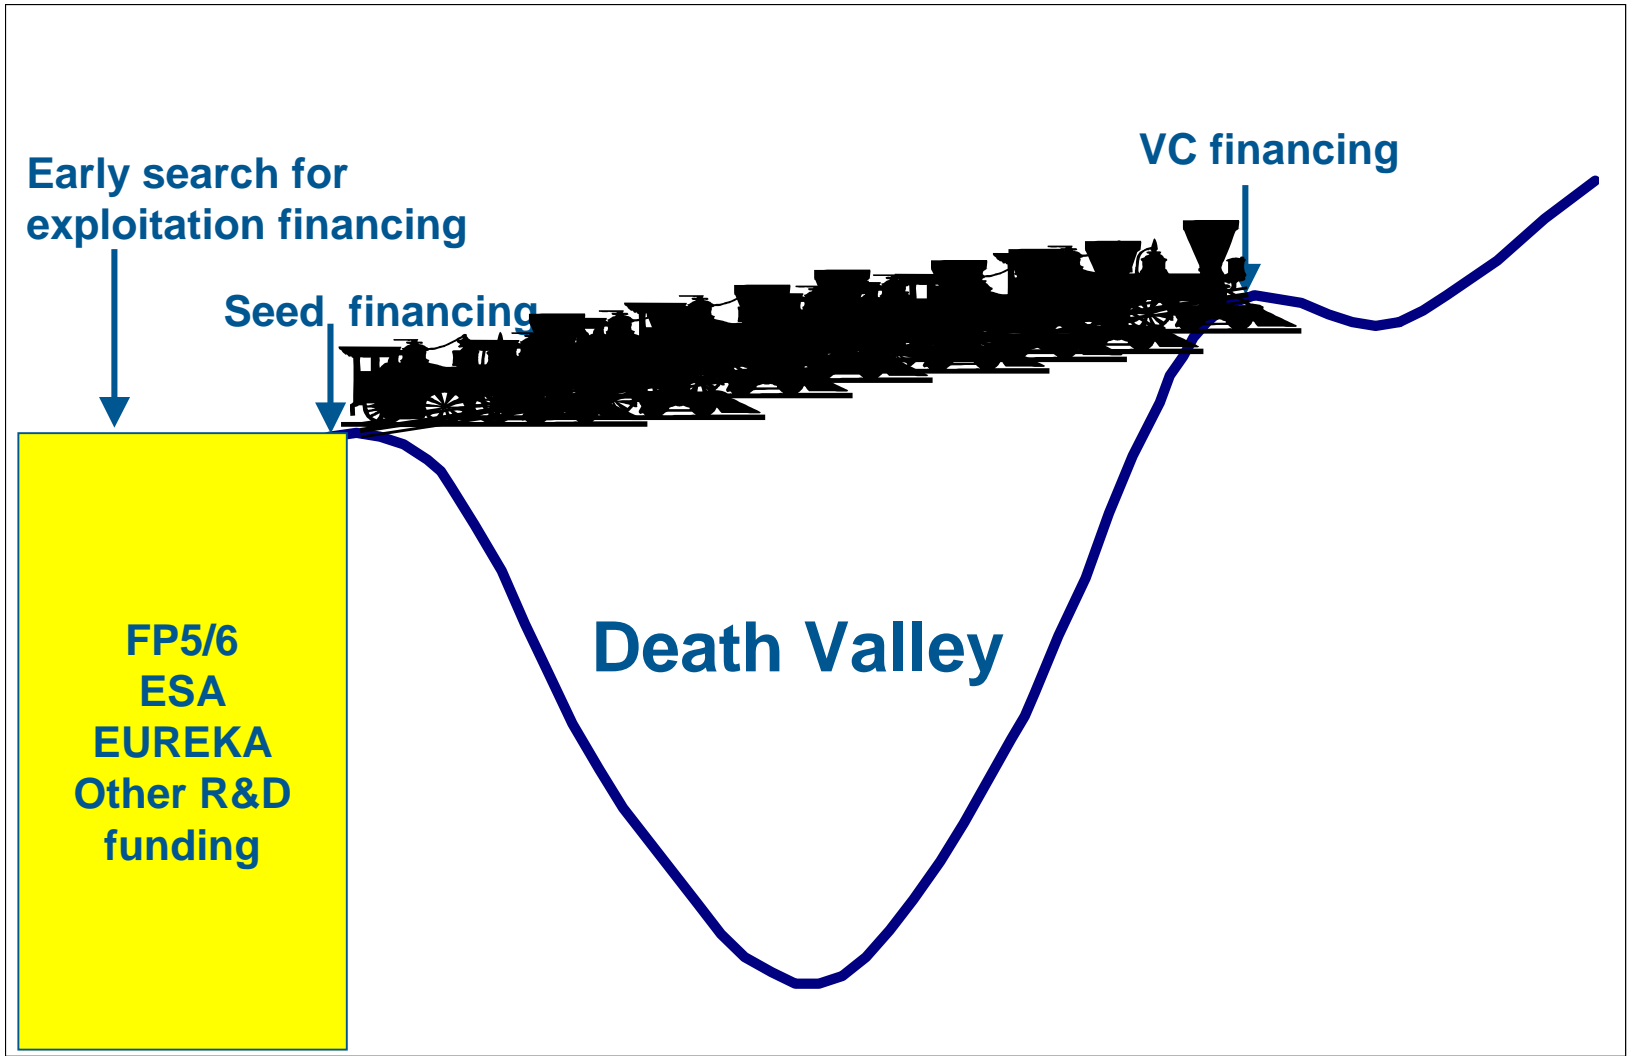 Early search for
exploitation financing
Seed financing
VC financing
Death Valley
FP5/6
ESA
EUREKA
Other R&D
funding